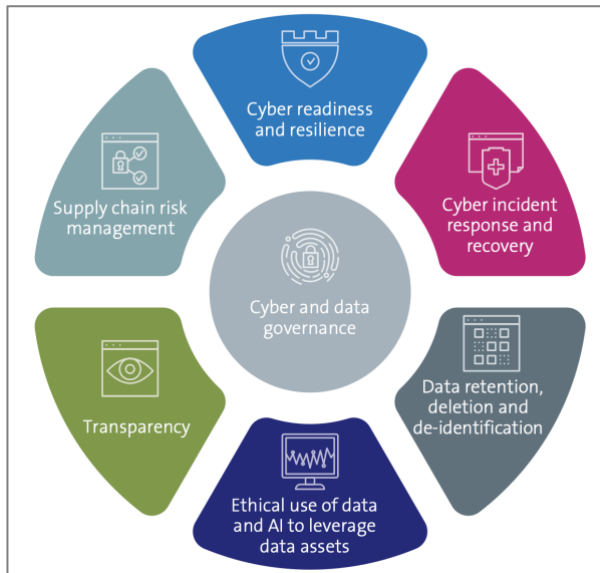 Cyber readiness
and resilience
Cyber incident
response and
recovery
Data retention,
deletion and
de-identification
Ethical use of data
and AI to leverage
data assets
Transparency
Supply chain risk
management
Cyber and data
governance